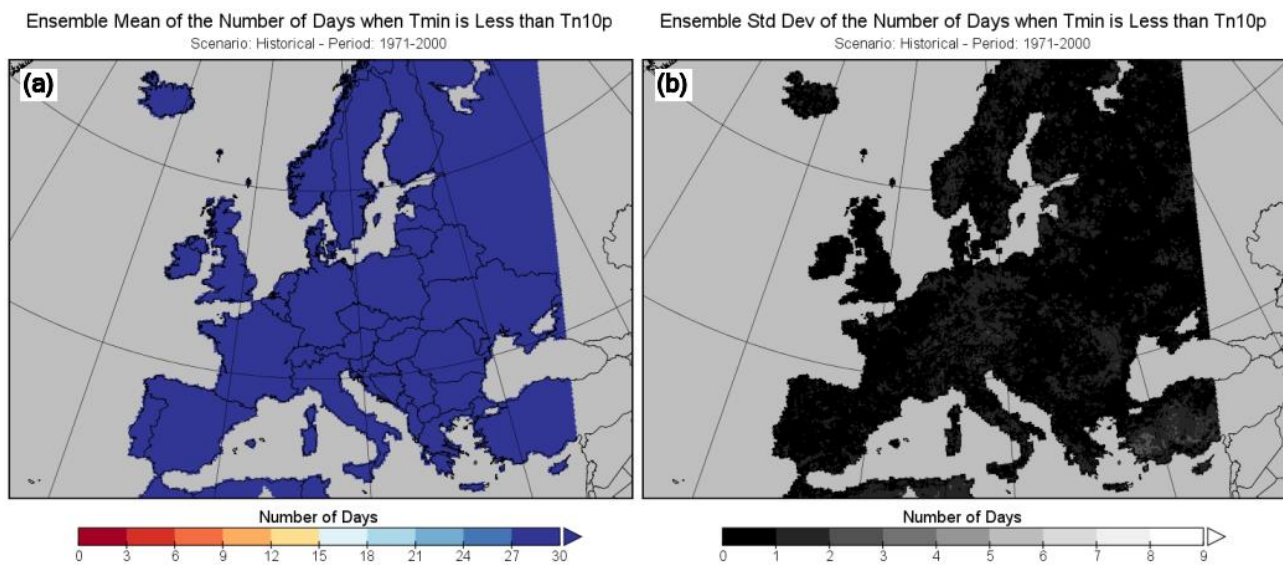 Ensemble Mean of the Number of Days when Tmin is Less than Tn10p
Scenario: Historical - Period: 1971-2000
(a)
Number of Days
0 3 6 9 12 15 18 21 24 27 30
Ensemble Std Dev of the Number of Days when Tmin is Less than Tn10p
Scenario: Historical - Period: 1971-2000
(b)
Number of Days
0 1 2 3 4 5 6 7 8 9